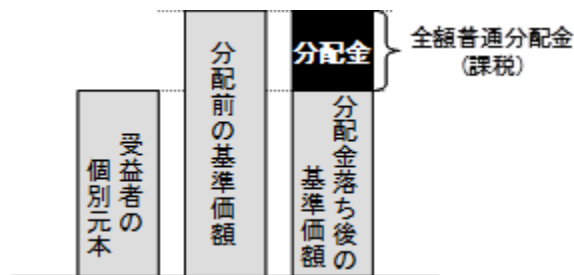 受益者の
個別元本
分配前の基準価額
分配金
分配金落ち後の
基準価額
全額普通分配金
(課税)